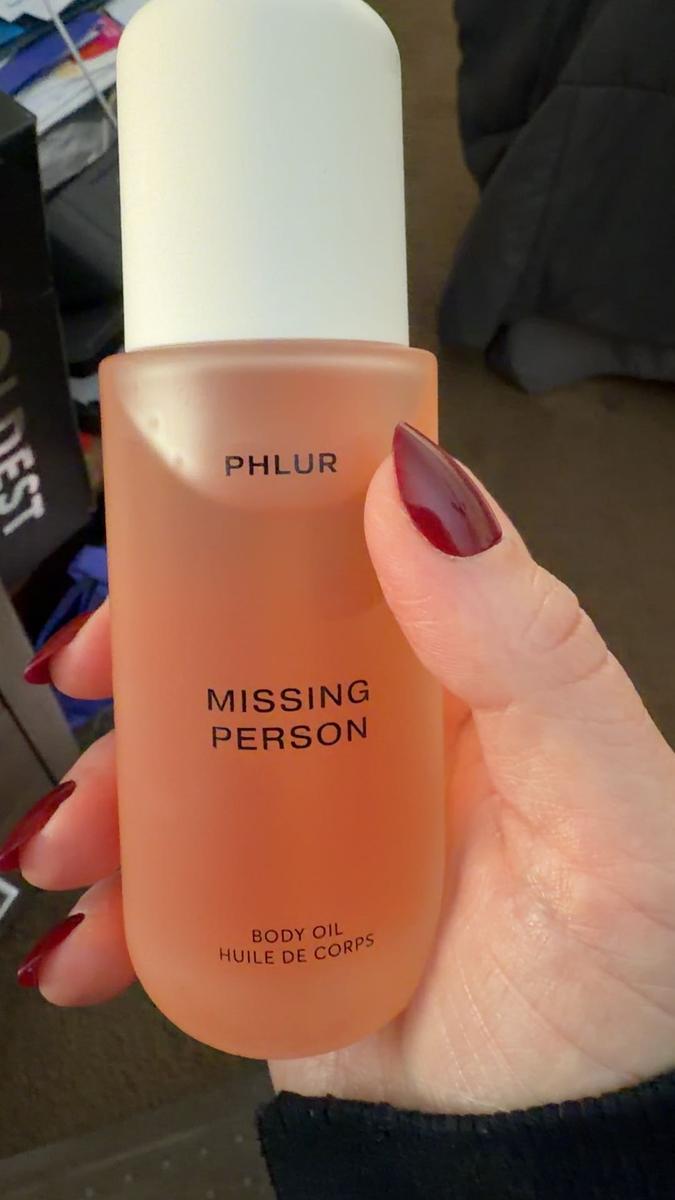 PHLUR
MISSING
PERSON
BODY OIL
HUILE DE CORPS